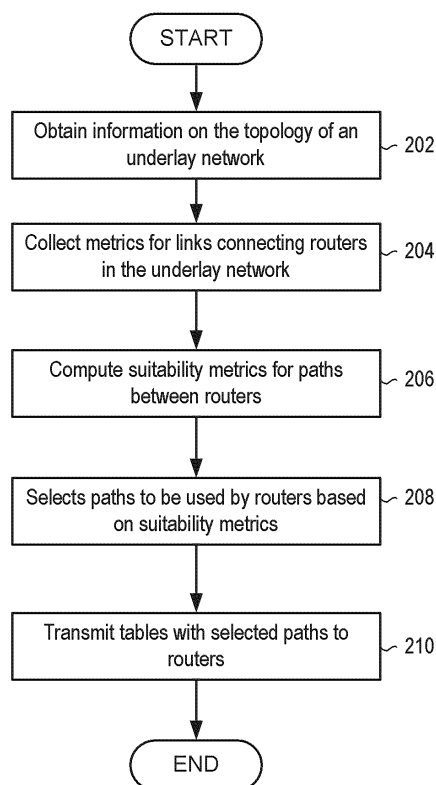 START
Obtain information on the topology of an
underlay network
202
Collect metrics for links connecting routers
in the underlay network
204
Compute suitability metrics for paths
between routers
206
Selects paths to be used by routers based
on suitability metrics
208
Transmit tables with selected paths to
routers
210
END